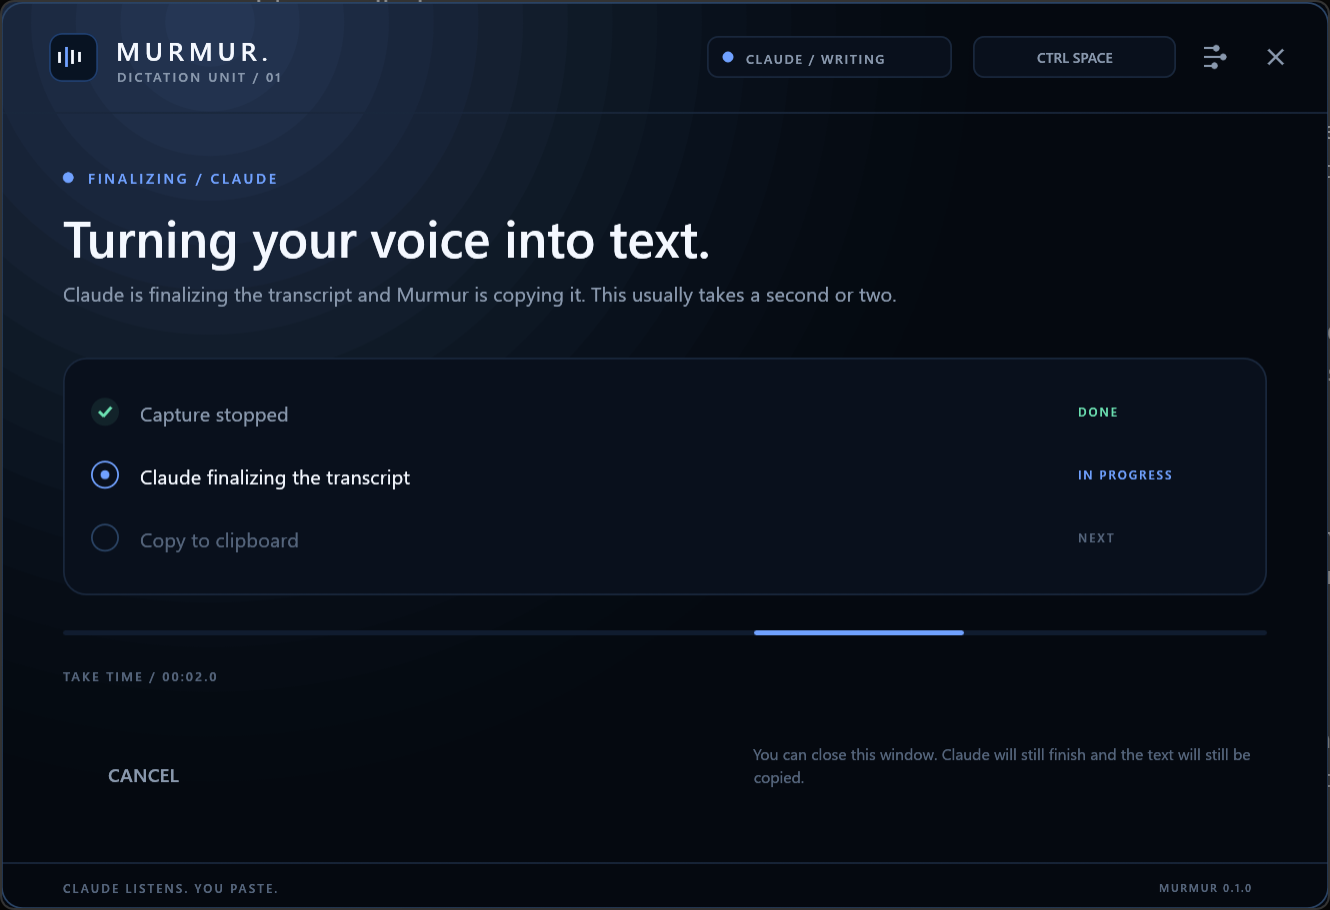 MURMUR.
DICTATION UNIT / 01
CLAUDE / WRITING
CTRL SPACE
FINALIZING / CLAUDE
Turning your voice into text.
Claude is finalizing the transcript and Murmur is copying it. This usually takes a second or two.
Capture stopped
DONE
Claude finalizing the transcript
IN PROGRESS
Copy to clipboard
NEXT
TAKE TIME / 00:02.0
CANCEL
You can close this window. Claude will still finish and the text will still be
copied.
CLAUDE LISTENS. YOU PASTE.
MURMUR 0.1.0